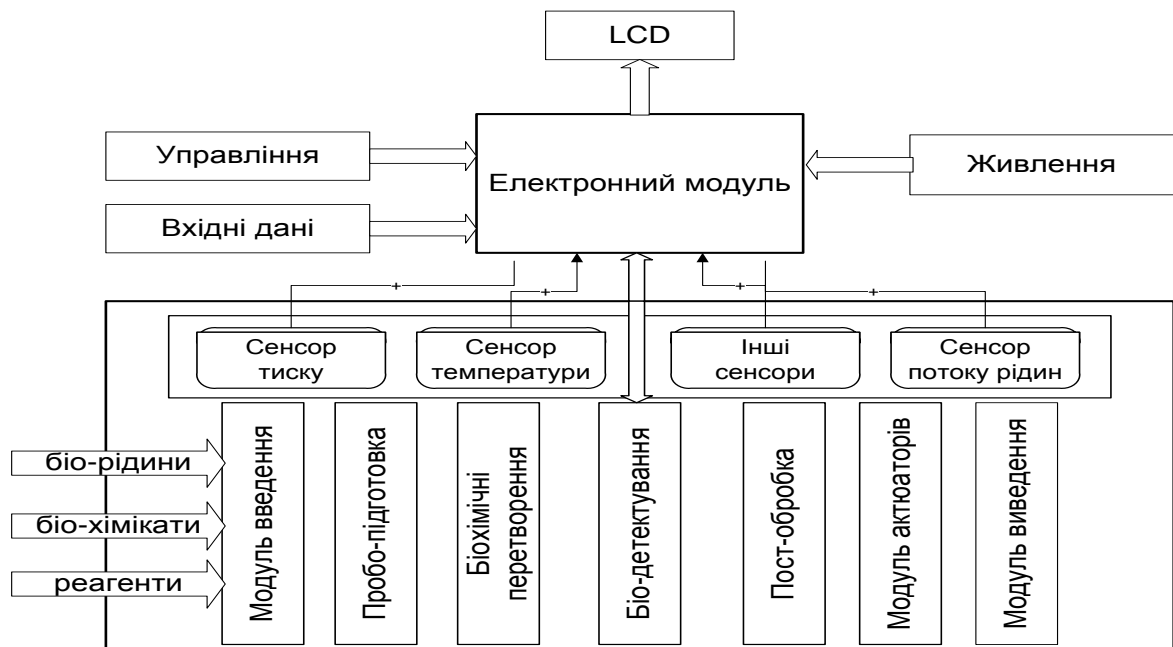 LCD
Управління
Електронний модуль
Живлення
Вхідні дані
+
+
+
+
Сенсор
тиску
Сенсор
температури
Інші
сенсори
Сенсор
потоку рідин
біо-рідини
біо-хімікати
реагенти
Модуль введення
Пробо-підготовка
Біохімічні
перетворення
Біо-детектування
Пост-обробка
Модуль актюаторів
Модуль виведення